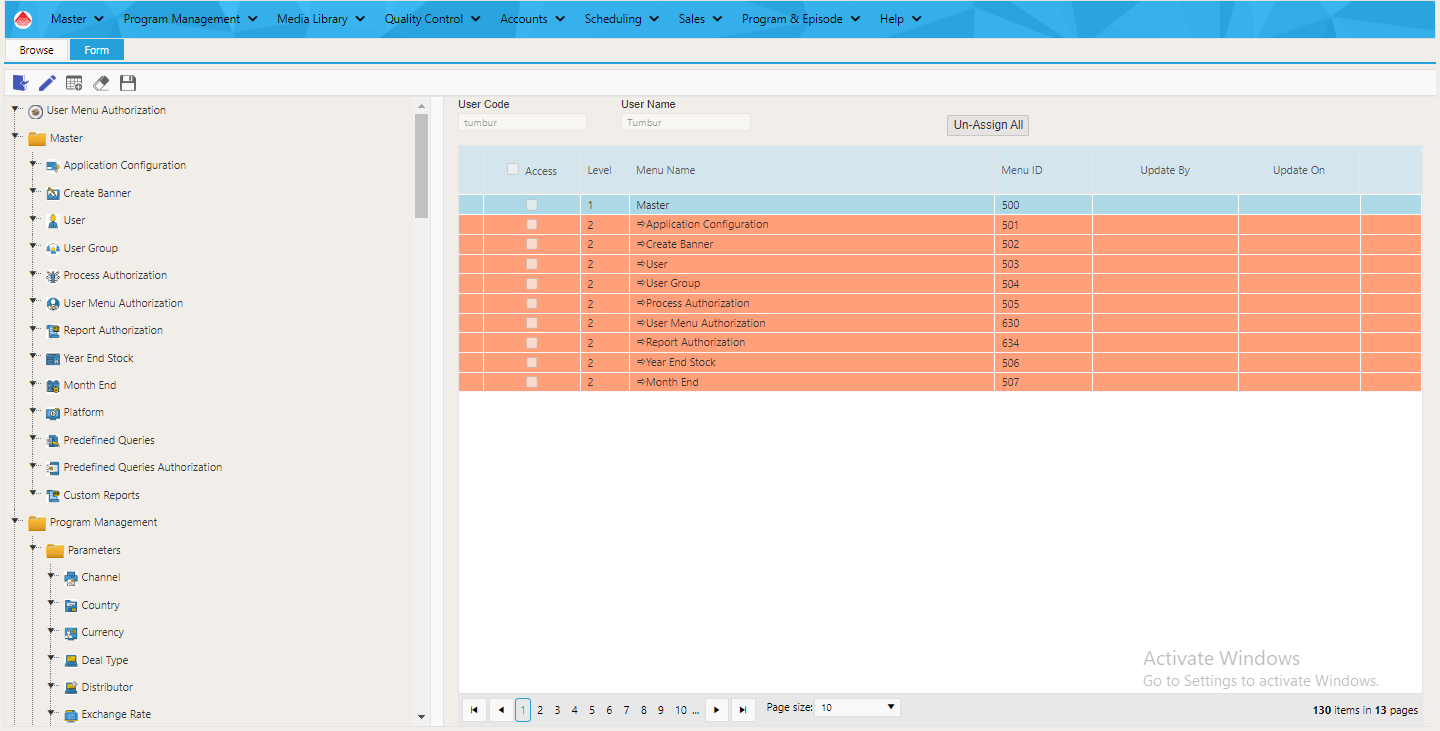 Master Program Management Media Library Quality Control Accounts Scheduling Sales Program & Episode Help
Browse Form
User Menu Authorization
Master
Application Configuration
Create Banner
User
User Group
Process Authorization
User Menu Authorization
Report Authorization
Year End Stock
Month End
Platform
Predefined Queries
Predefined Queries Authorization
Custom Reports
Program Management
Parameters
Channel
Country
Currency
Deal Type
Distributor
Exchange Rate
User Code User Name
tumbur Tumbur Un-Assign All
Access Level Menu Name Menu ID Update By Update On
1 Master 500
2 ⇨Application Configuration 501
2 ⇨Create Banner 502
2 ⇨User 503
2 ⇨User Group 504
2 ⇨Process Authorization 505
2 ⇨User Menu Authorization 630
2 ⇨Report Authorization 634
2 ⇨Year End Stock 506
2 ⇨Month End 507
Activate Windows
Go to Settings to activate Windows.
1 2 3 4 5 6 7 8 9 10 ... Page size: 10 130 items in 13 pages